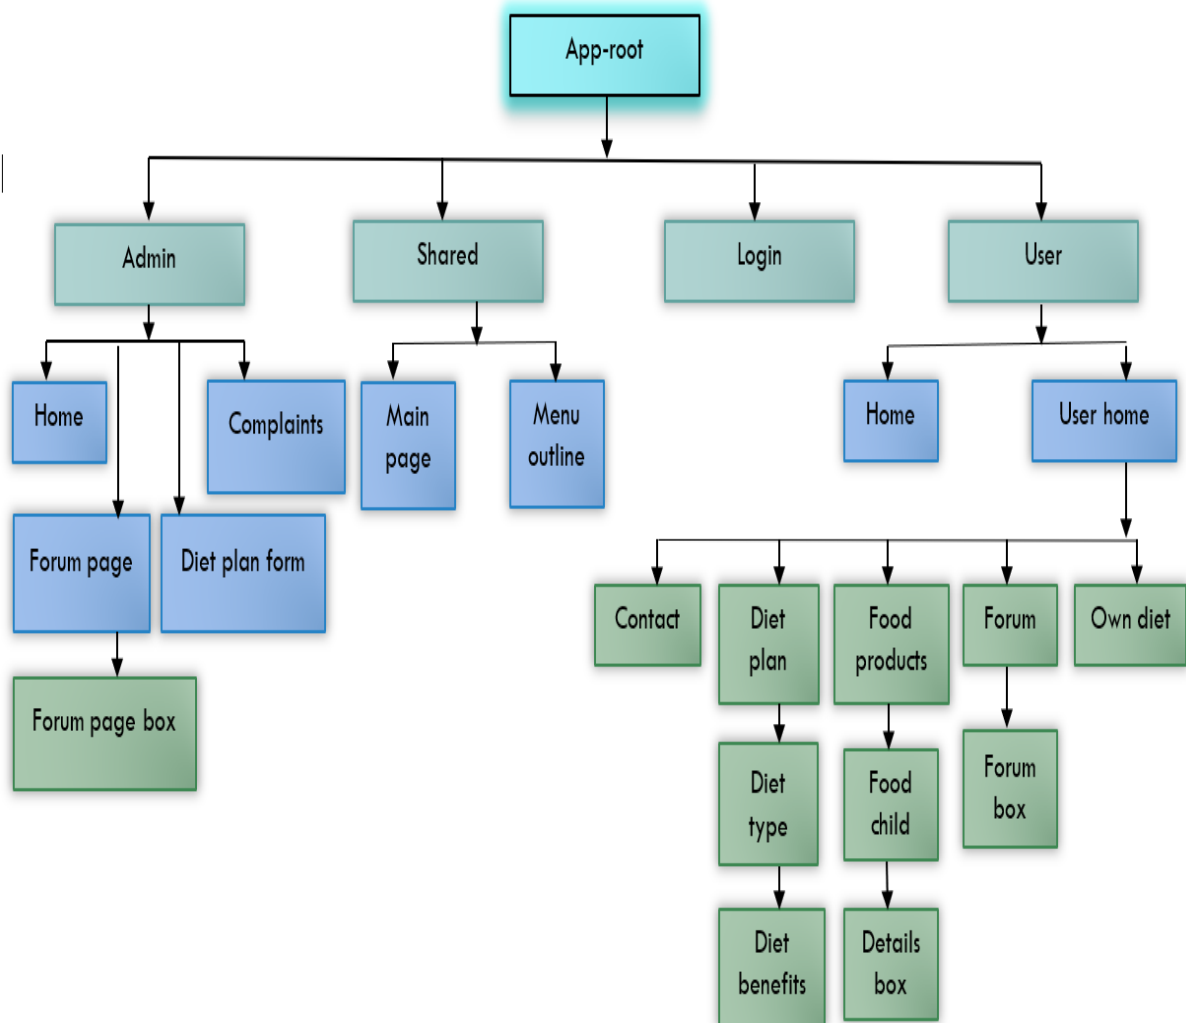 App-root
Admin
Shared
Login
User
Home
Complaints
Main
page
Menu
outline
Home
User home
Forum page
Diet plan form
Contact
Diet
plan
Food
products
Forum
Own diet
Forum page box
Diet
type
Food
child
Forum
box
Diet
benefits
Details
box